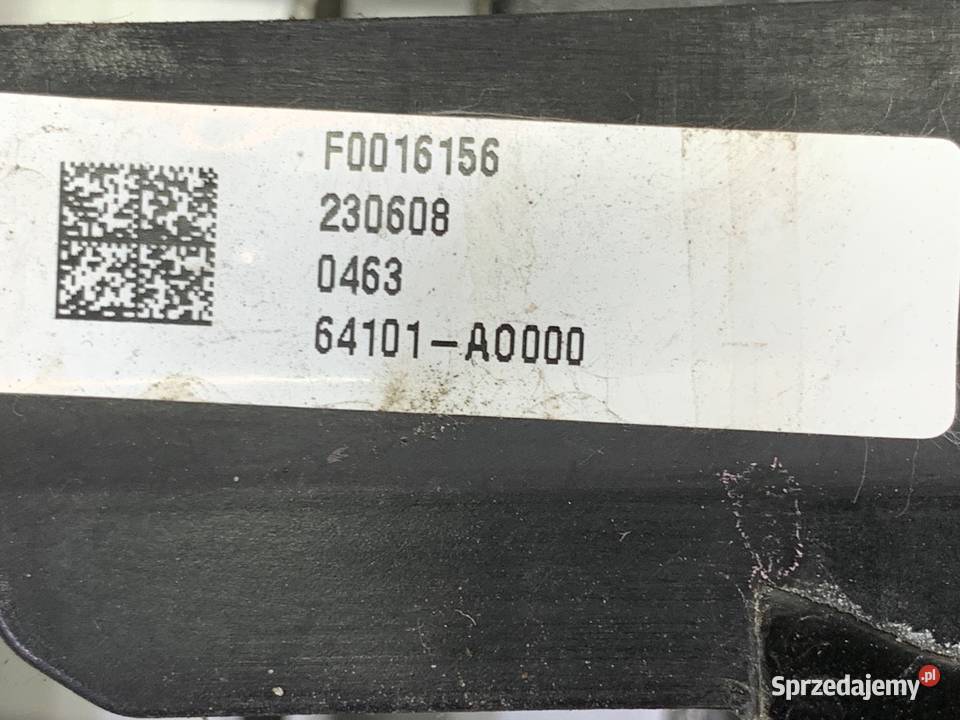 F0016156
230608
0463
64101-A0000
Sprzedajemy.pl